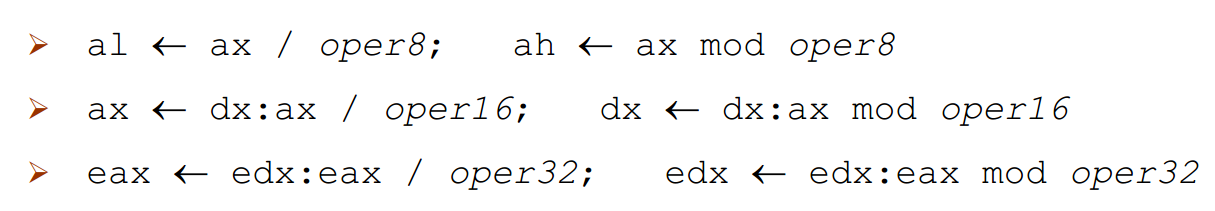 ➢ al ← ax / oper8; ah ← ax mod oper8
➢ ax ← dx:ax / oper16; dx ← dx:ax mod oper16
➢ eax ← edx:eax / oper32; edx ← edx:eax mod oper32